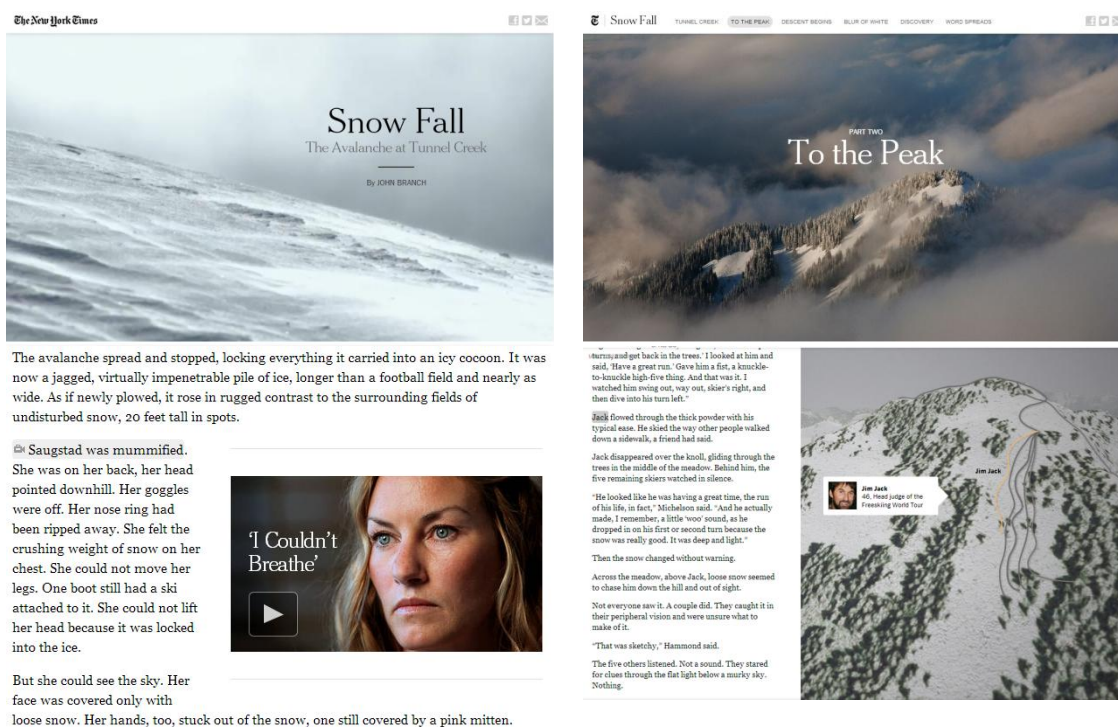 The New York Times
Snow Fall
The Avalanche at Tunnel Creek
By JOHN BRANCH
The avalanche spread and stopped, locking everything it carried into an icy cocoon. It was
now a jagged, virtually impenetrable pile of ice, longer than a football field and nearly as
wide. As if newly plowed, it rose in rugged contrast to the surrounding fields of
undisturbed snow, 20 feet tall in spots.
Saugstad was mummified.
She was on her back, her head
pointed downhill. Her goggles
were off. Her nose ring had
been ripped away. She felt the
crushing weight of snow on her
chest. She could not move her
legs. One boot still had a ski
attached to it. She could not lift
her head because it was locked
into the ice.
'I Couldn't
Breathe'
But she could see the sky. Her
face was covered only with
loose snow. Her hands, too, stuck out of the snow, one still covered by a pink mitten.
T Snow Fall TUNNEL CREEK TO THE PEAK DESCENT BEGINS BLUR OF WHITE DISCOVERY WORD SPREADS
PART TWO
To the Peak
turns, and get back in the trees.' I looked at him and
said, 'Have a great run.' Gave him a fist, a knuckle-
to-knuckle high-five thing. And that was it. I
watched him swing out, way out, skier's right, and
then dive into his turn left."
Jack flowed through the thick powder with his
typical ease. He skied the way other people walked
down a sidewalk, a friend had said.
Jack disappeared over the knoll, gliding through the
trees in the middle of the meadow. Behind him, the
five remaining skiers watched in silence.
"He looked like he was having a great time, the run
of his life, in fact," Michelson said. "And he actually
made, I remember, a little 'woo' sound, as he
dropped in on his first or second turn because the
snow was really good. It was deep and light."
Then the snow changed without warning.
Across the meadow, above Jack, loose snow seemed
to chase him down the hill and out of sight.
Not everyone saw it. A couple did. They caught it in
their peripheral vision and were unsure what to
make of it.
"That was sketchy," Hammond said.
The five others listened. Not a sound. They stared
for clues through the flat light below a murky sky.
Nothing.
Jim Jack
Jim Jack
46, Head judge of the
Freeskiing World Tour